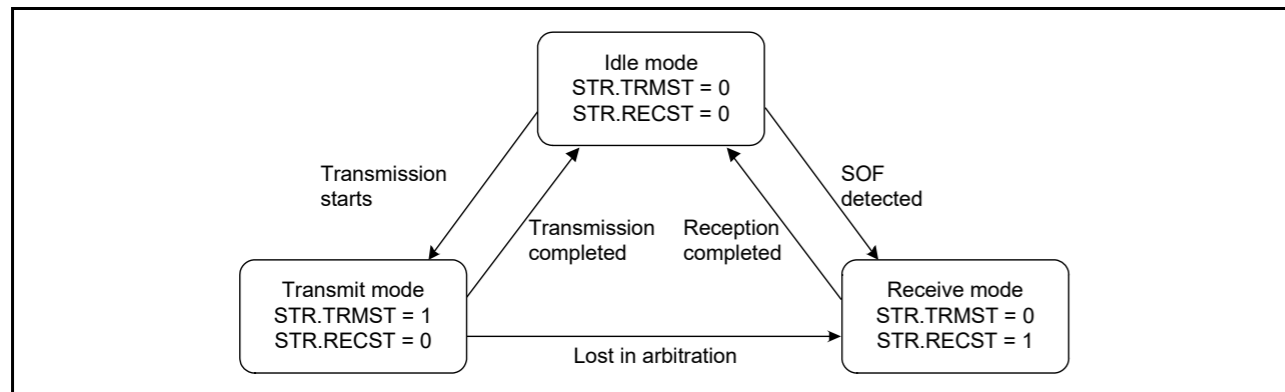 Idle mode
STR.TRMST = 0
STR.RECST = 0
Transmission
starts
SOF
detected
Transmission
completed
Reception
completed
Transmit mode
STR.TRMST = 1
STR.RECST = 0
Receive mode
STR.TRMST = 0
STR.RECST = 1
Lost in arbitration